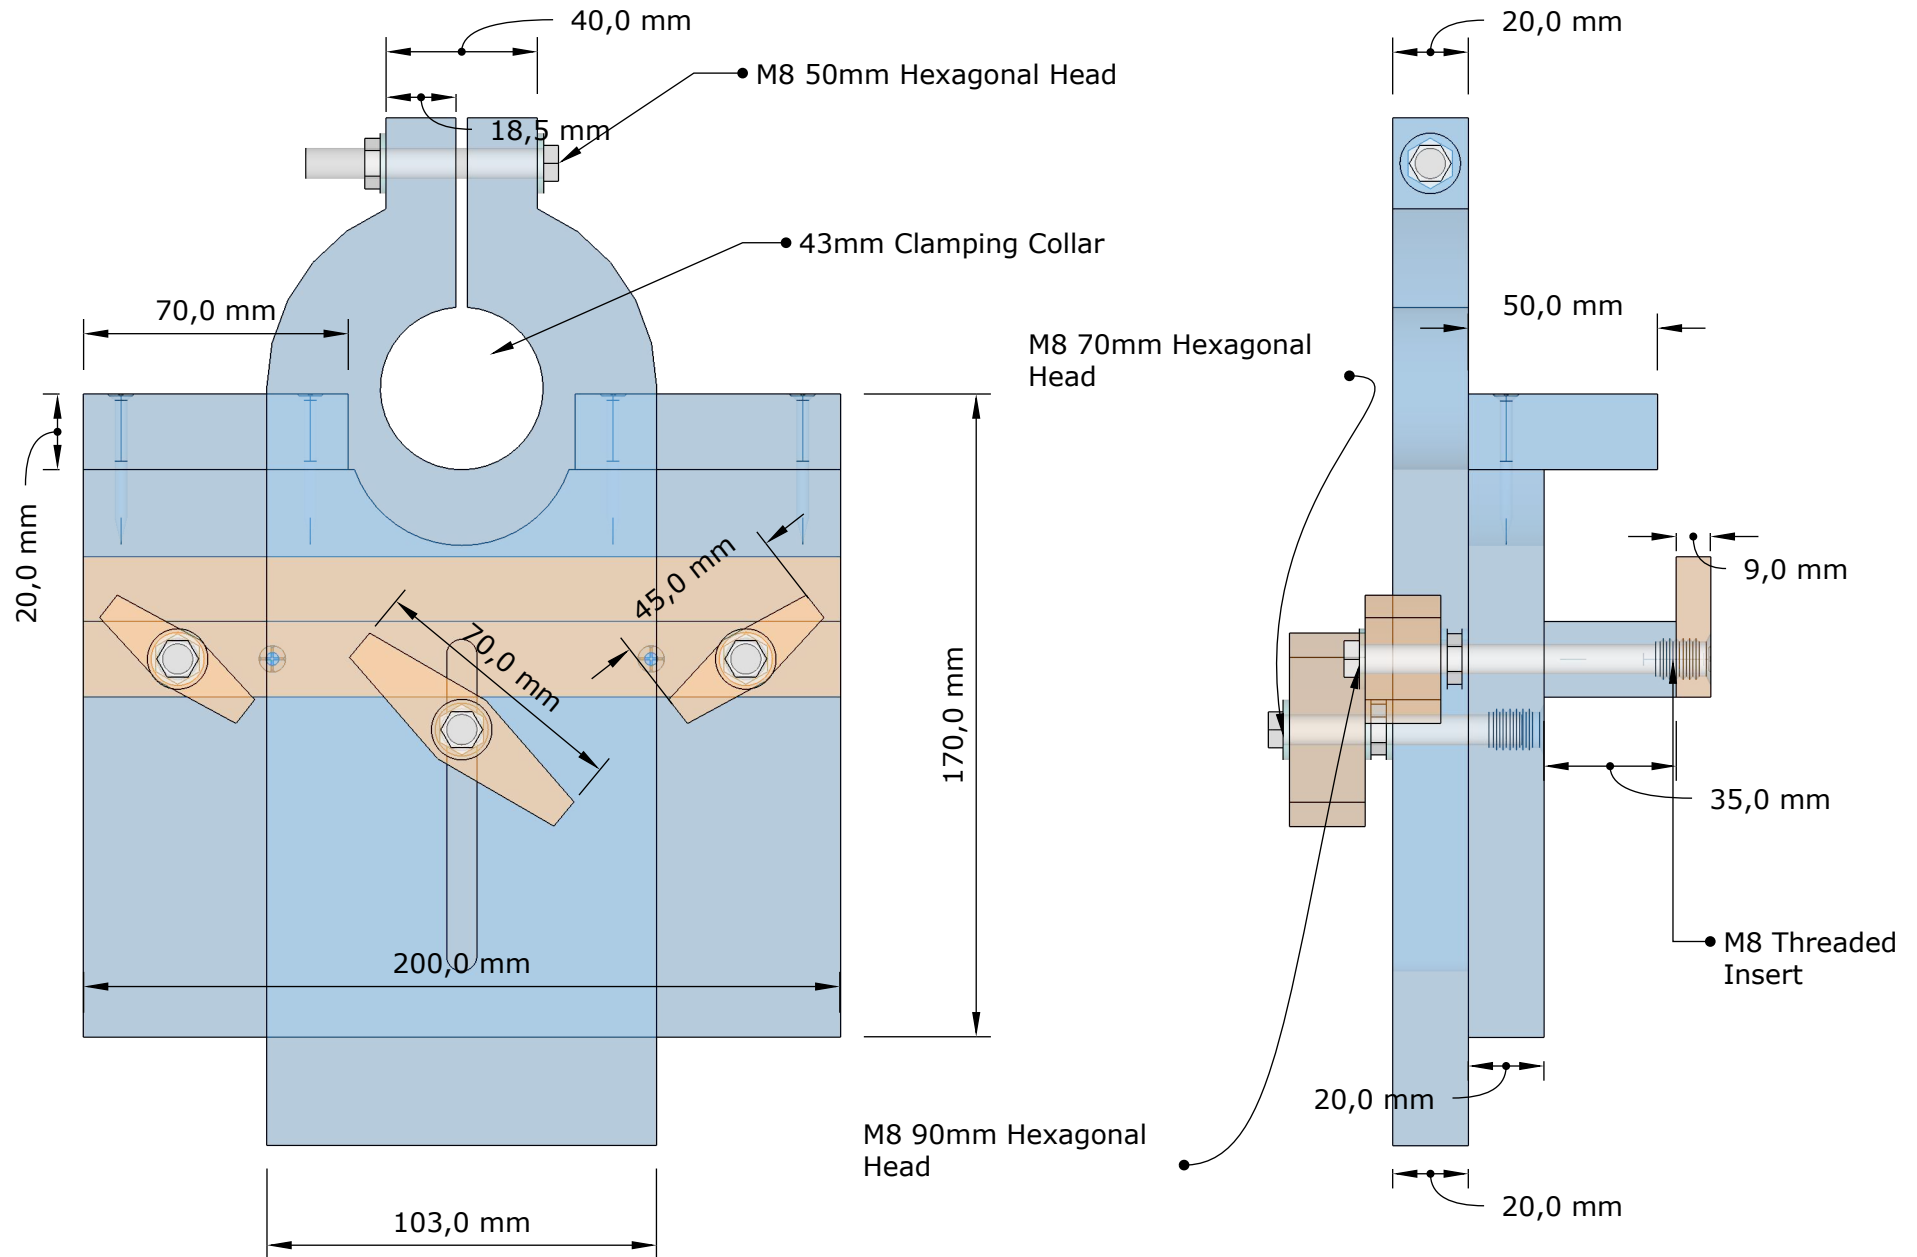 40,0 mm
20,0 mm
M8 50mm Hexagonal Head
18,5 mm
43mm Clamping Collar
70,0 mm
50,0 mm
M8 70mm Hexagonal
Head
20,0 mm
45,0 mm
70,0 mm
9,0 mm
170,0 mm
35,0 mm
200,0 mm
M8 Threaded
Insert
20,0 mm
M8 90mm Hexagonal
Head
103,0 mm
20,0 mm